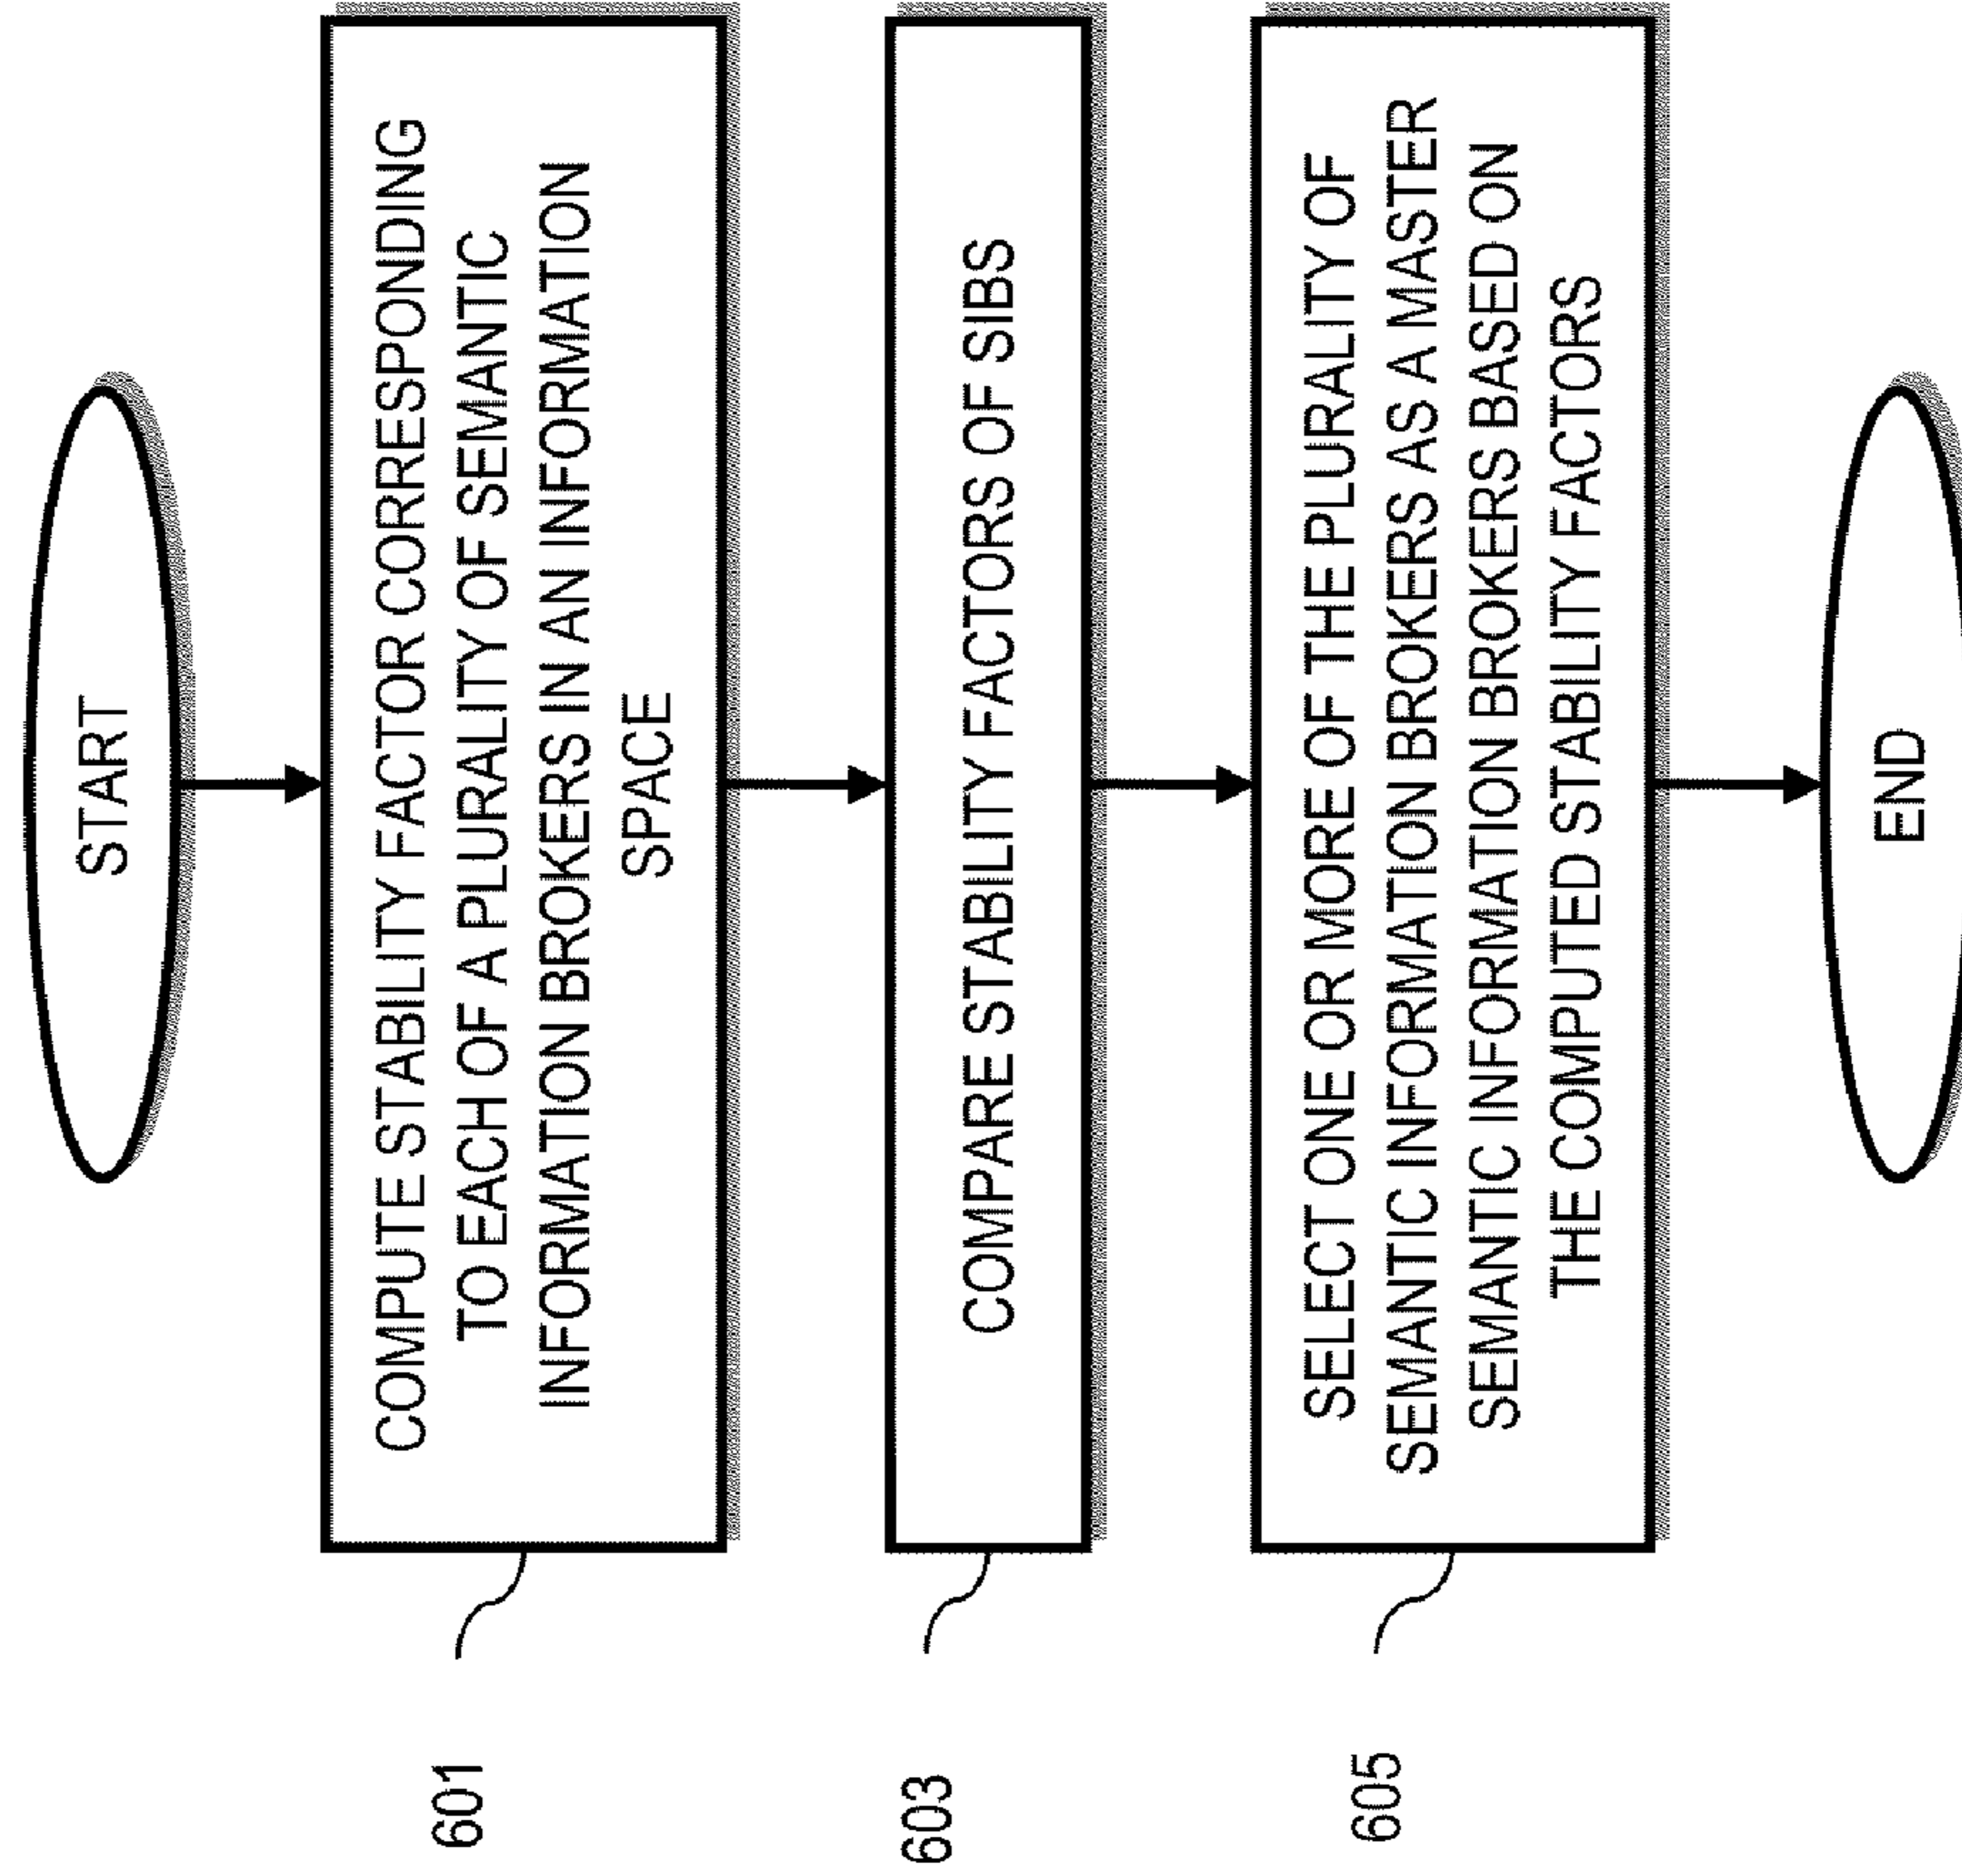 START
601
COMPUTE STABILITY FACTOR CORRESPONDING
TO EACH OF A PLURALITY OF SEMANTIC
INFORMATION BROKERS IN AN INFORMATION
SPACE
603
COMPARE STABILITY FACTORS OF SIBS
605
SELECT ONE OR MORE OF THE PLURALITY OF
SEMANTIC INFORMATION BROKERS AS A MASTER
SEMANTIC INFORMATION BROKERS BASED ON
THE COMPUTED STABILITY FACTORS
END